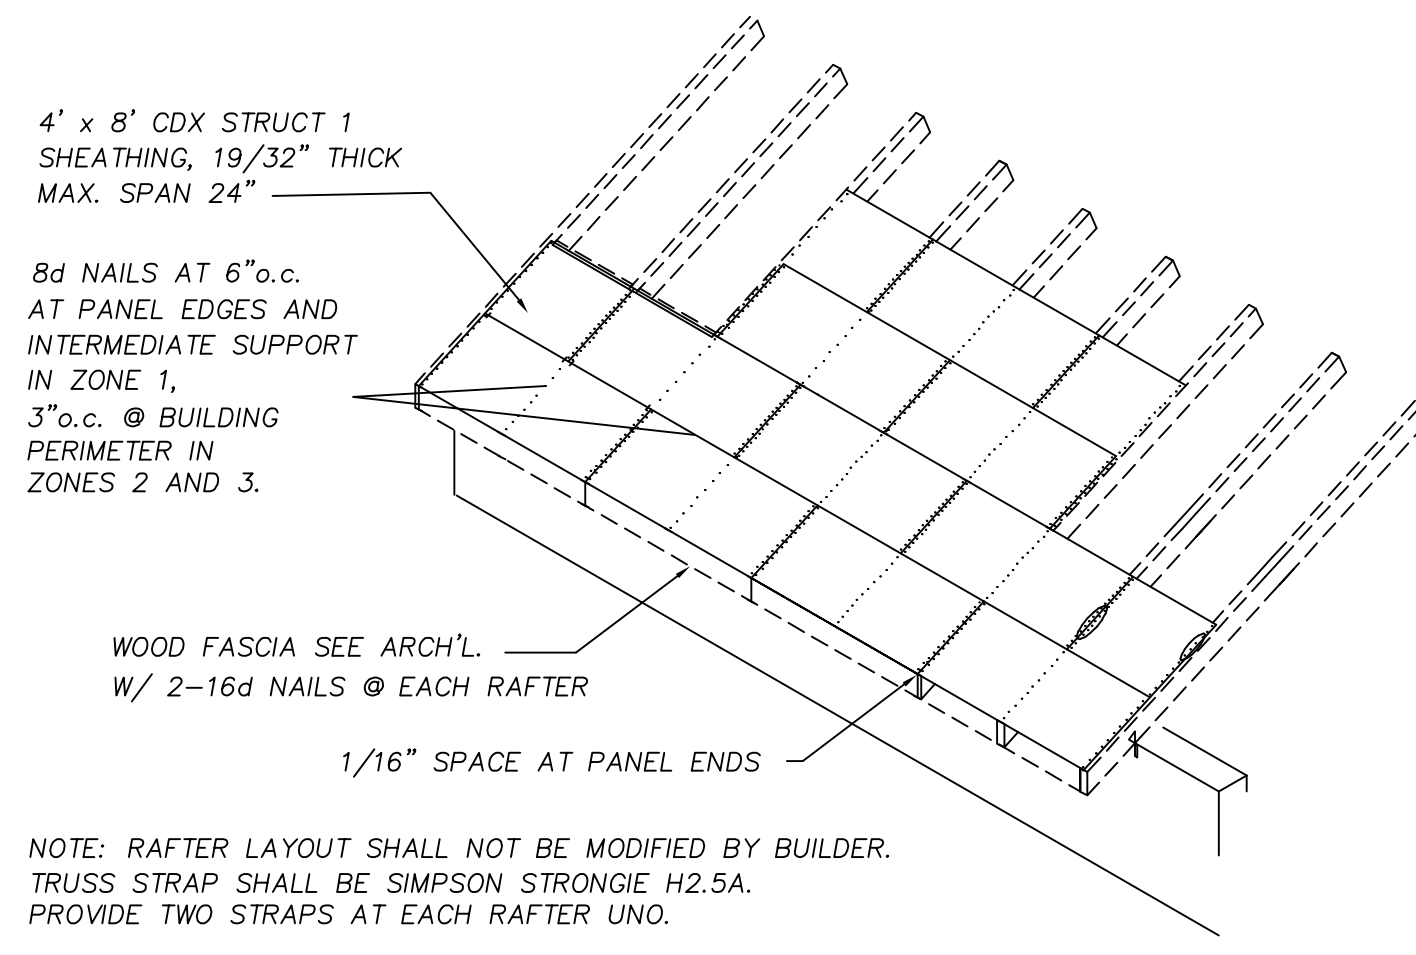 4' x 8' CDX STRUCT 1
SHEATHING, 19/32" THICK
MAX. SPAN 24"
8d NAILS AT 6"o.c.
AT PANEL EDGES AND
INTERMEDIATE SUPPORT
IN ZONE 1,
3"o.c. @ BUILDING
PERIMETER IN
ZONES 2 AND 3.
WOOD FASCIA SEE ARCH'L.
W/ 2-16d NAILS @ EACH RAFTER
1/16" SPACE AT PANEL ENDS
NOTE: RAFTER LAYOUT SHALL NOT BE MODIFIED BY BUILDER.
TRUSS STRAP SHALL BE SIMPSON STRONGIE H2.5A.
PROVIDE TWO STRAPS AT EACH RAFTER UNO.